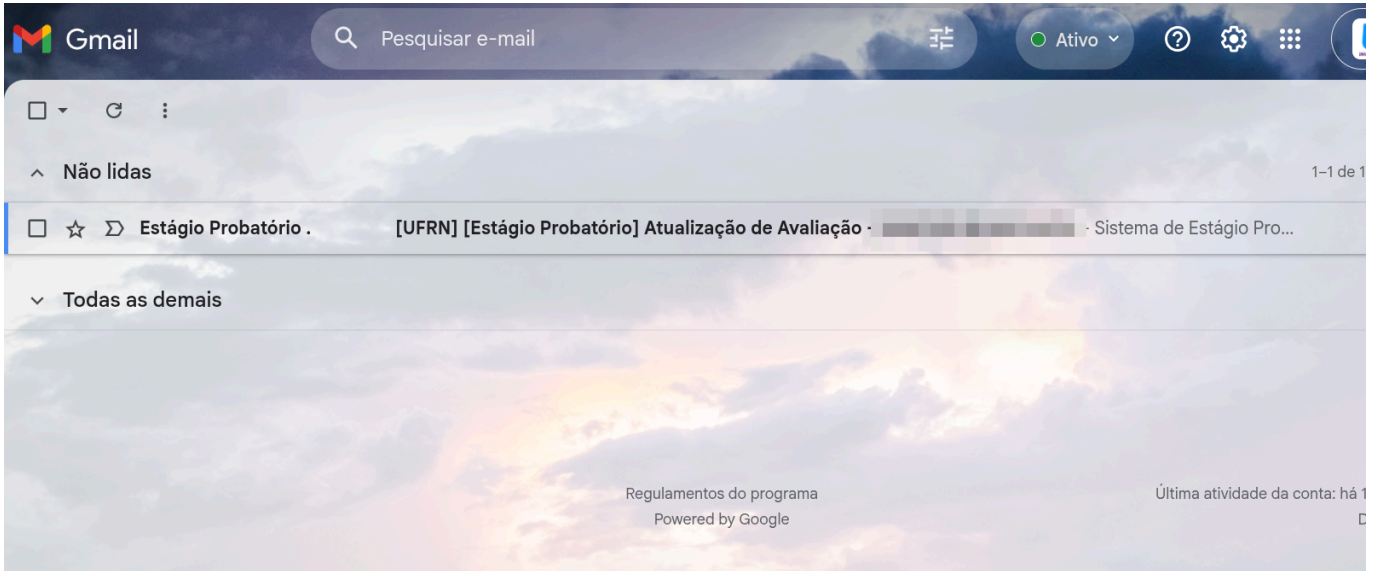 Gmail
Pesquisar e-mail
Ativo
Não lidas
1–1 de 1
Estágio Probatório .
[UFRN] [Estágio Probatório] Atualização de Avaliação -
- Sistema de Estágio Pro...
Todas as demais
Regulamentos do programa
Powered by Google
Última atividade da conta: há 1
D